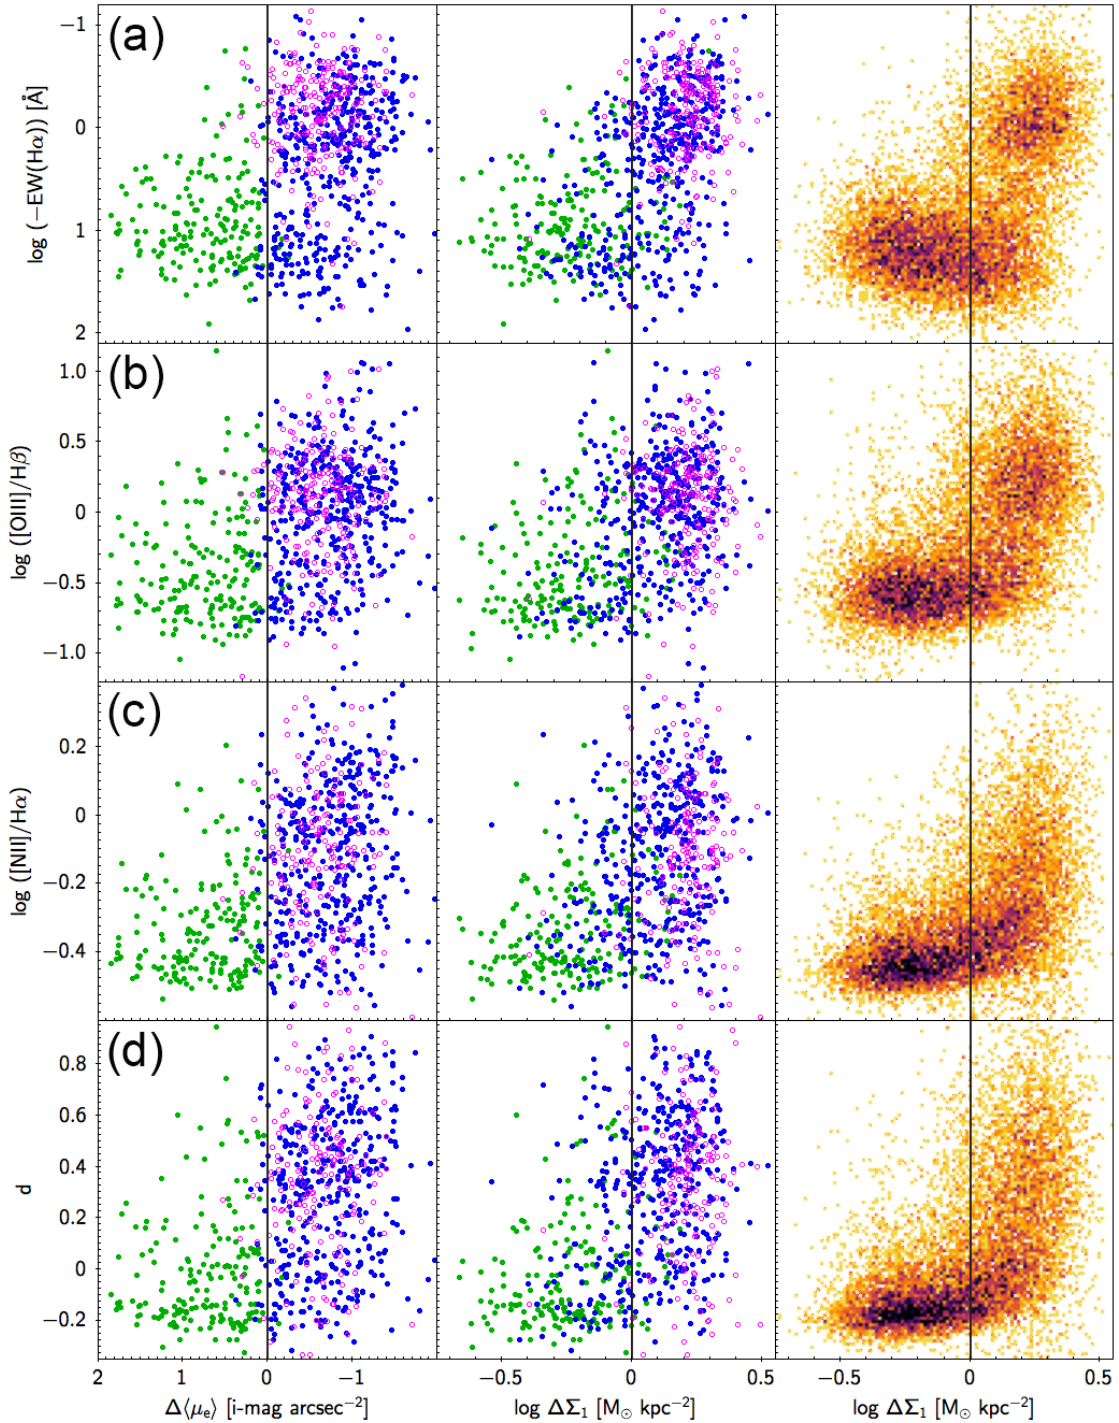 (a)
−1
0
1
2
log (−EW(Hα)) [Å]
(b)
1.0
0.5
0
−0.5
−1.0
log ([OIII]/Hβ)
(c)
0.2
0
−0.2
−0.4
log ([NII]/Hα)
(d)
0.8
0.6
0.4
0.2
0
−0.2
d
2 1 0 −1 −0.5 0 0.5 −0.5 0 0.5
Δ⟨μₑ⟩ [i-mag arcsec⁻²] log ΔΣ₁ [M☉ kpc⁻²] log ΔΣ₁ [M☉ kpc⁻²]